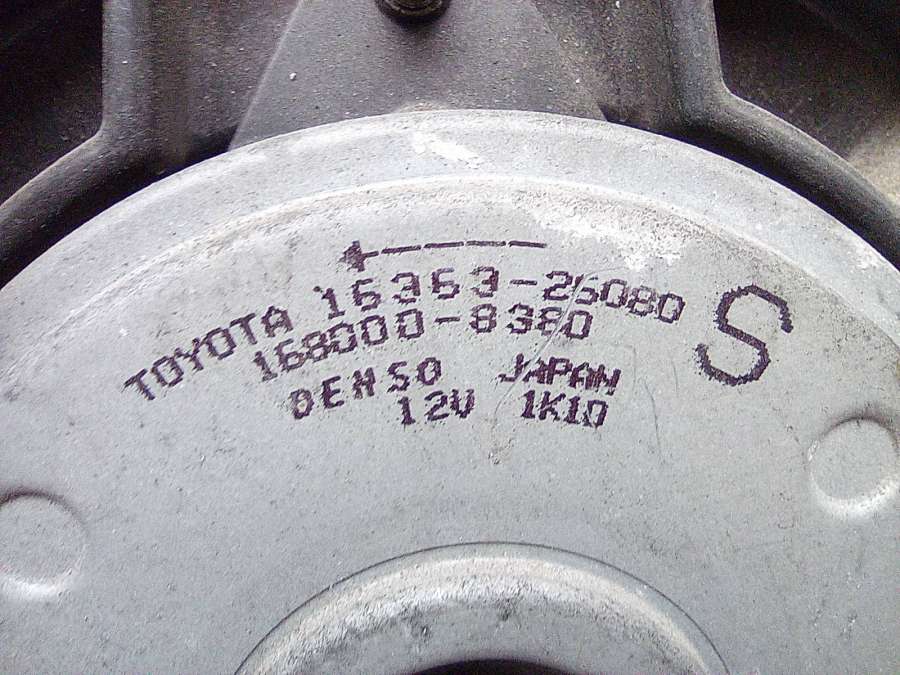 TOYOTA 16363-26080
168000-8380
DENSO JAPAN
12V 1K10
S